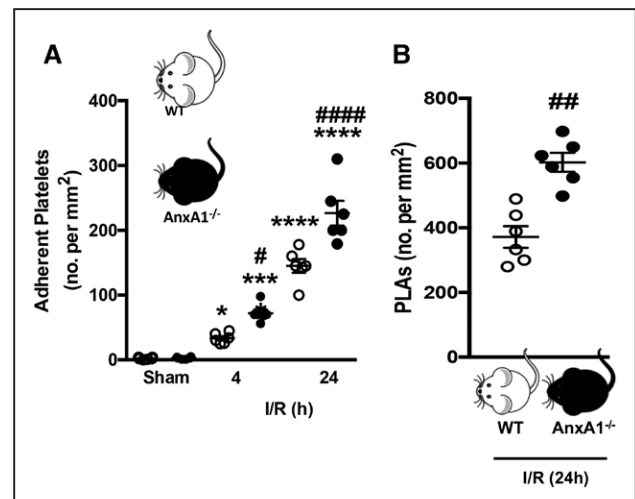 A
WT
AnxA1-/-
Adherent Platelets
(no. per mm2)
400
300
200
100
0
*
#
***
****
####
****
Sham 4 24
I/R (h)
B
##
PLAs (no. per mm2)
800
600
400
200
0
WT AnxA1-/-
I/R (24h)